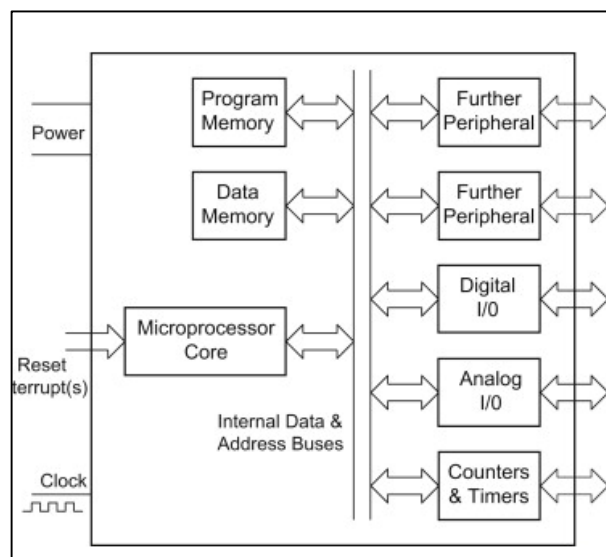 Program
Memory
Further
Peripheral
Power
Data
Memory
Further
Peripheral
Digital
I/0
Microprocessor
Core
Reset
terrupt(s)
Analog
I/0
Internal Data &
Address Buses
Clock
Counters
& Timers